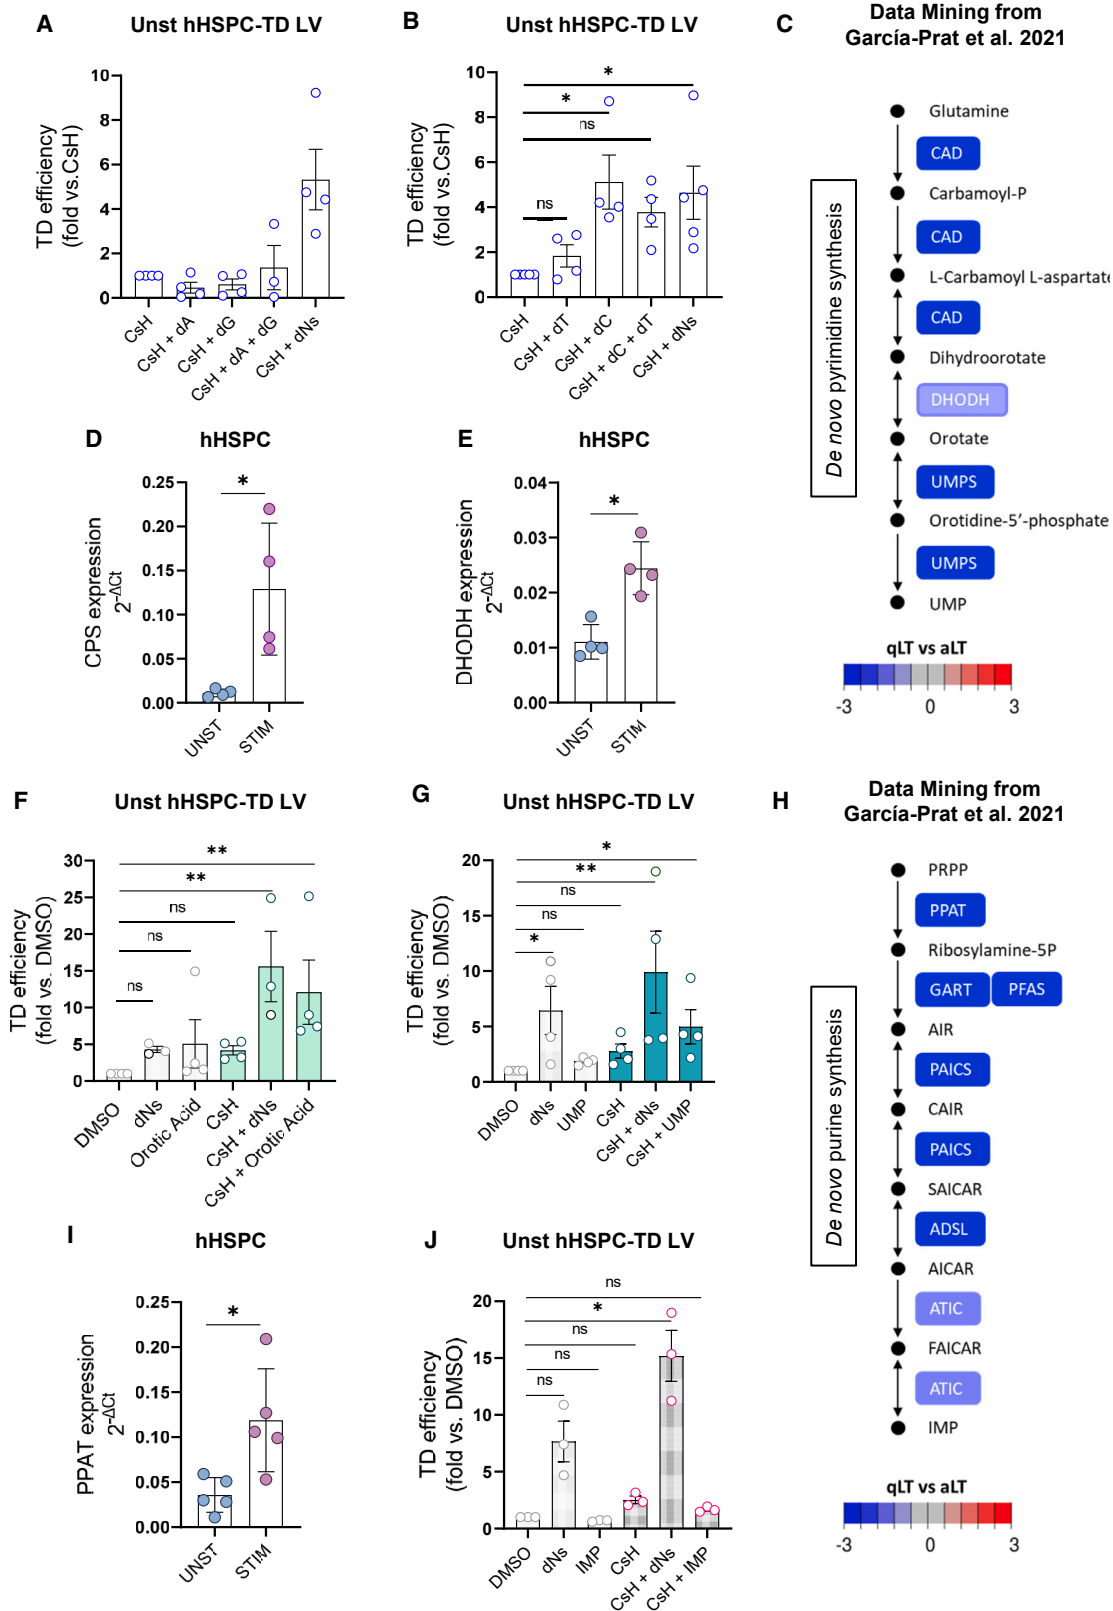 A
Unst hHSPC-TD LV
TD efficiency
(fold vs.CsH)
10
8
6
4
2
0
CsH
CsH + dA
CsH + dG
CsH + dA + dG
CsH + dNs
B
Unst hHSPC-TD LV
TD efficiency
(fold vs.CsH)
10
8
6
4
2
0
*
*
ns
ns
CsH
CsH + dT
CsH + dC
CsH + dC + dT
CsH + dNs
C
Data Mining from
García-Prat et al. 2021
De novo pyrimidine synthesis
Glutamine
CAD
Carbamoyl-P
CAD
L-Carbamoyl L-aspartate
CAD
Dihydroorotate
DHODH
Orotate
UMPS
Orotidine-5’-phosphate
UMPS
UMP
qLT vs aLT
-3
0
3
D
hHSPC
CPS expression
2-ΔCt
0.25
0.20
0.15
0.10
0.05
0.00
*
UNST
STIM
E
hHSPC
DHODH expression
2-ΔCt
0.04
0.03
0.02
0.01
0.00
*
UNST
STIM
F
Unst hHSPC-TD LV
TD efficiency
(fold vs. DMSO)
30
25
20
15
10
5
0
**
**
ns
ns
ns
DMSO
dNs
Orotic Acid
CsH
CsH + dNs
CsH + Orotic Acid
G
Unst hHSPC-TD LV
TD efficiency
(fold vs. DMSO)
20
15
10
5
0
*
**
ns
ns
*
DMSO
dNs
UMP
CsH
CsH + dNs
CsH + UMP
H
Data Mining from
García-Prat et al. 2021
De novo purine synthesis
PRPP
PPAT
Ribosylamine-5P
GART PFAS
AIR
PAICS
CAIR
PAICS
SAICAR
ADSL
AICAR
ATIC
FAICAR
ATIC
IMP
qLT vs aLT
-3
0
3
I
hHSPC
PPAT expression
2-ΔCt
0.25
0.20
0.15
0.10
0.05
0.00
*
UNST
STIM
J
Unst hHSPC-TD LV
TD efficiency
(fold vs. DMSO)
20
15
10
5
0
ns
*
ns
ns
ns
DMSO
dNs
IMP
CsH
CsH + dNs
CsH + IMP